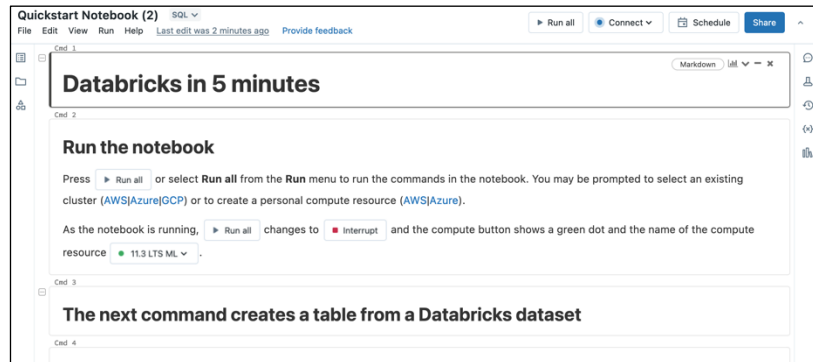 Quickstart Notebook (2) SQL
Run all Connect Schedule Share
File Edit View Run Help Last edit was 2 minutes ago Provide feedback
Cmd 1
Markdown
Databricks in 5 minutes
Cmd 2
Run the notebook
Press Run all or select Run all from the Run menu to run the commands in the notebook. You may be prompted to select an existing
cluster (AWS|Azure|GCP) or to create a personal compute resource (AWS|Azure).
As the notebook is running, Run all changes to Interrupt and the compute button shows a green dot and the name of the compute
resource 11.3 LTS ML .
Cmd 3
The next command creates a table from a Databricks dataset
Cmd 4